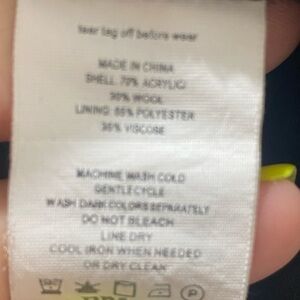 tear tag off before wear
MADE IN CHINA
SHELL: 70% ACRYLIC/
30% WOOL
LINING: 65% POLYESTER
35% VISCOSE
MACHINE WASH COLD
GENTLE CYCLE
WASH DARK COLORS SEPARATELY
DO NOT BLEACH
LINE DRY
COOL IRON WHEN NEEDED
OR DRY CLEAN